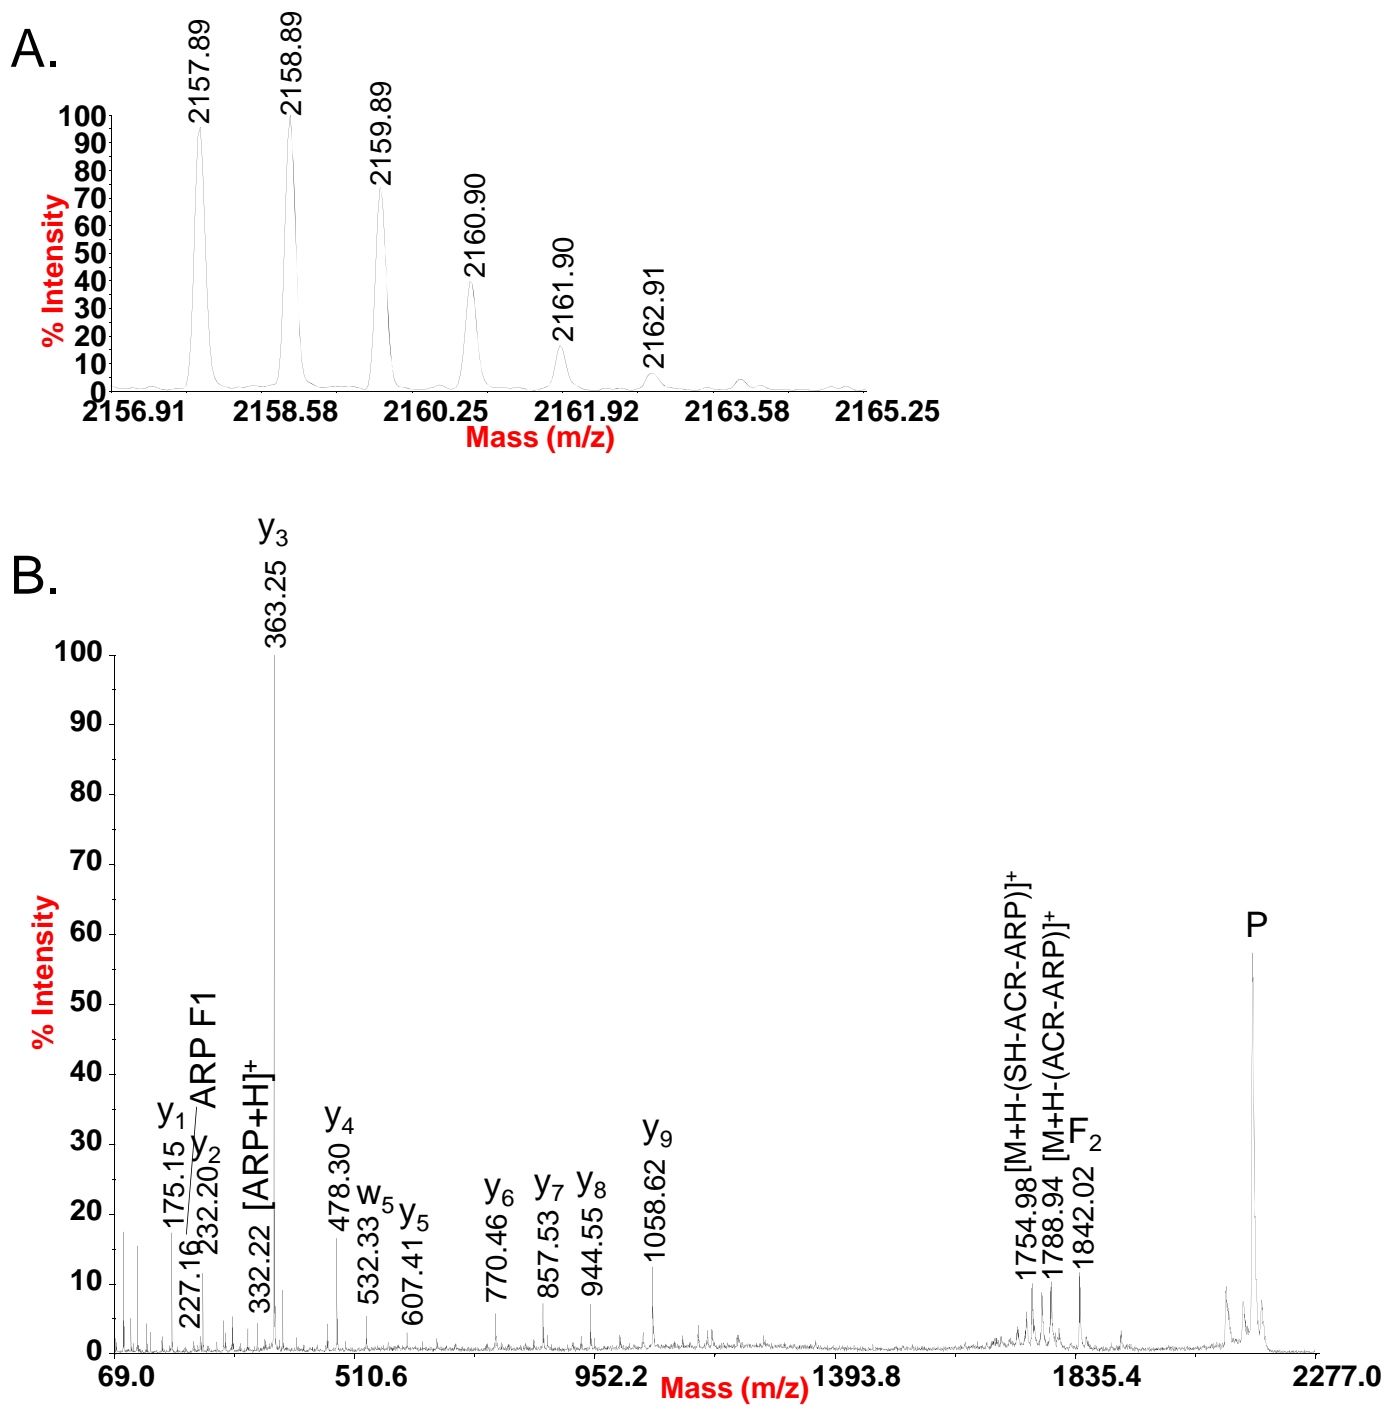 A.
2157.89
2158.89
2159.89
2160.90
2161.90
2162.91
100
90
80
70
60
50
40
30
20
10
0
% Intensity
2156.91 2158.58 2160.25 2161.92 2163.58 2165.25
Mass (m/z)
B.
y3
363.25
100
90
80
70
60
50
40
30
20
10
0
% Intensity
y1
175.15
ARP F1
227.16
y2
232.20
332.22 [ARP+H]+
y4
478.30
w5
532.33
y5
607.41
y6
770.46
y7
857.53
y8
944.55
y9
1058.62
1754.98 [M+H-(SH-ACR-ARP)]+
1788.94 [M+H-(ACR-ARP)]+
F2
1842.02
P
69.0 510.6 952.2 1393.8 1835.4 2277.0
Mass (m/z)